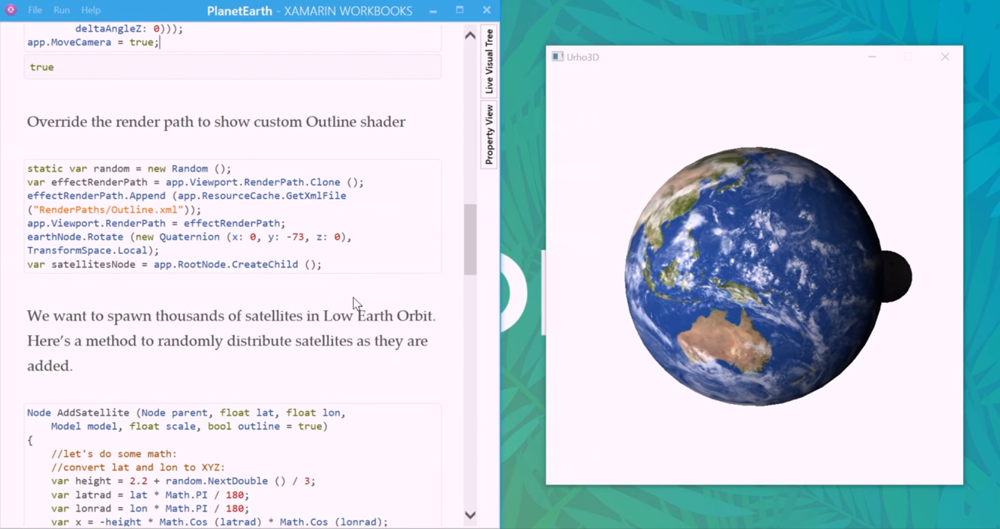 File Run Help PlanetEarth - XAMARIN WORKBOOKS
deltaAngleZ: 0)));
app.MoveCamera = true;
true
Override the render path to show custom Outline shader
static var random = new Random ();
var effectRenderPath = app.Viewport.RenderPath.Clone ();
effectRenderPath.Append (app.ResourceCache.GetXmlFile
("RenderPaths/Outline.xml"));
app.Viewport.RenderPath = effectRenderPath;
earthNode.Rotate (new Quaternion (x: 0, y: -73, z: 0),
TransformSpace.Local);
var satellitesNode = app.RootNode.CreateChild ();
We want to spawn thousands of satellites in Low Earth Orbit.
Here’s a method to randomly distribute satellites as they are
added.
Node AddSatellite (Node parent, float lat, float lon,
Model model, float scale, bool outline = true)
{
//let's do some math:
//convert lat and lon to XYZ:
var height = 2.2 + random.NextDouble () / 3;
var latrad = lat * Math.PI / 180;
var lonrad = lon * Math.PI / 180;
var x = -height * Math.Cos (latrad) * Math.Cos (lonrad);
Live Visual Tree
Property View
Urho3D